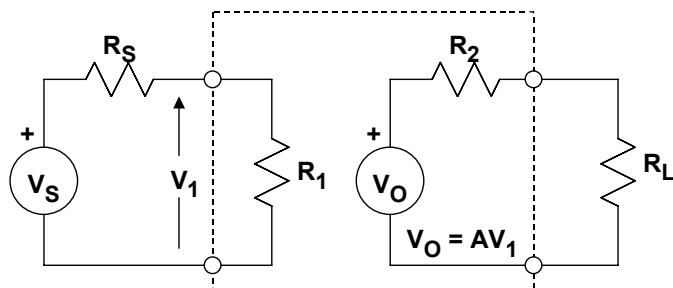 R_S
R_2
+
V_S
V_1
R_1
+
V_O
R_L
V_O = AV_1